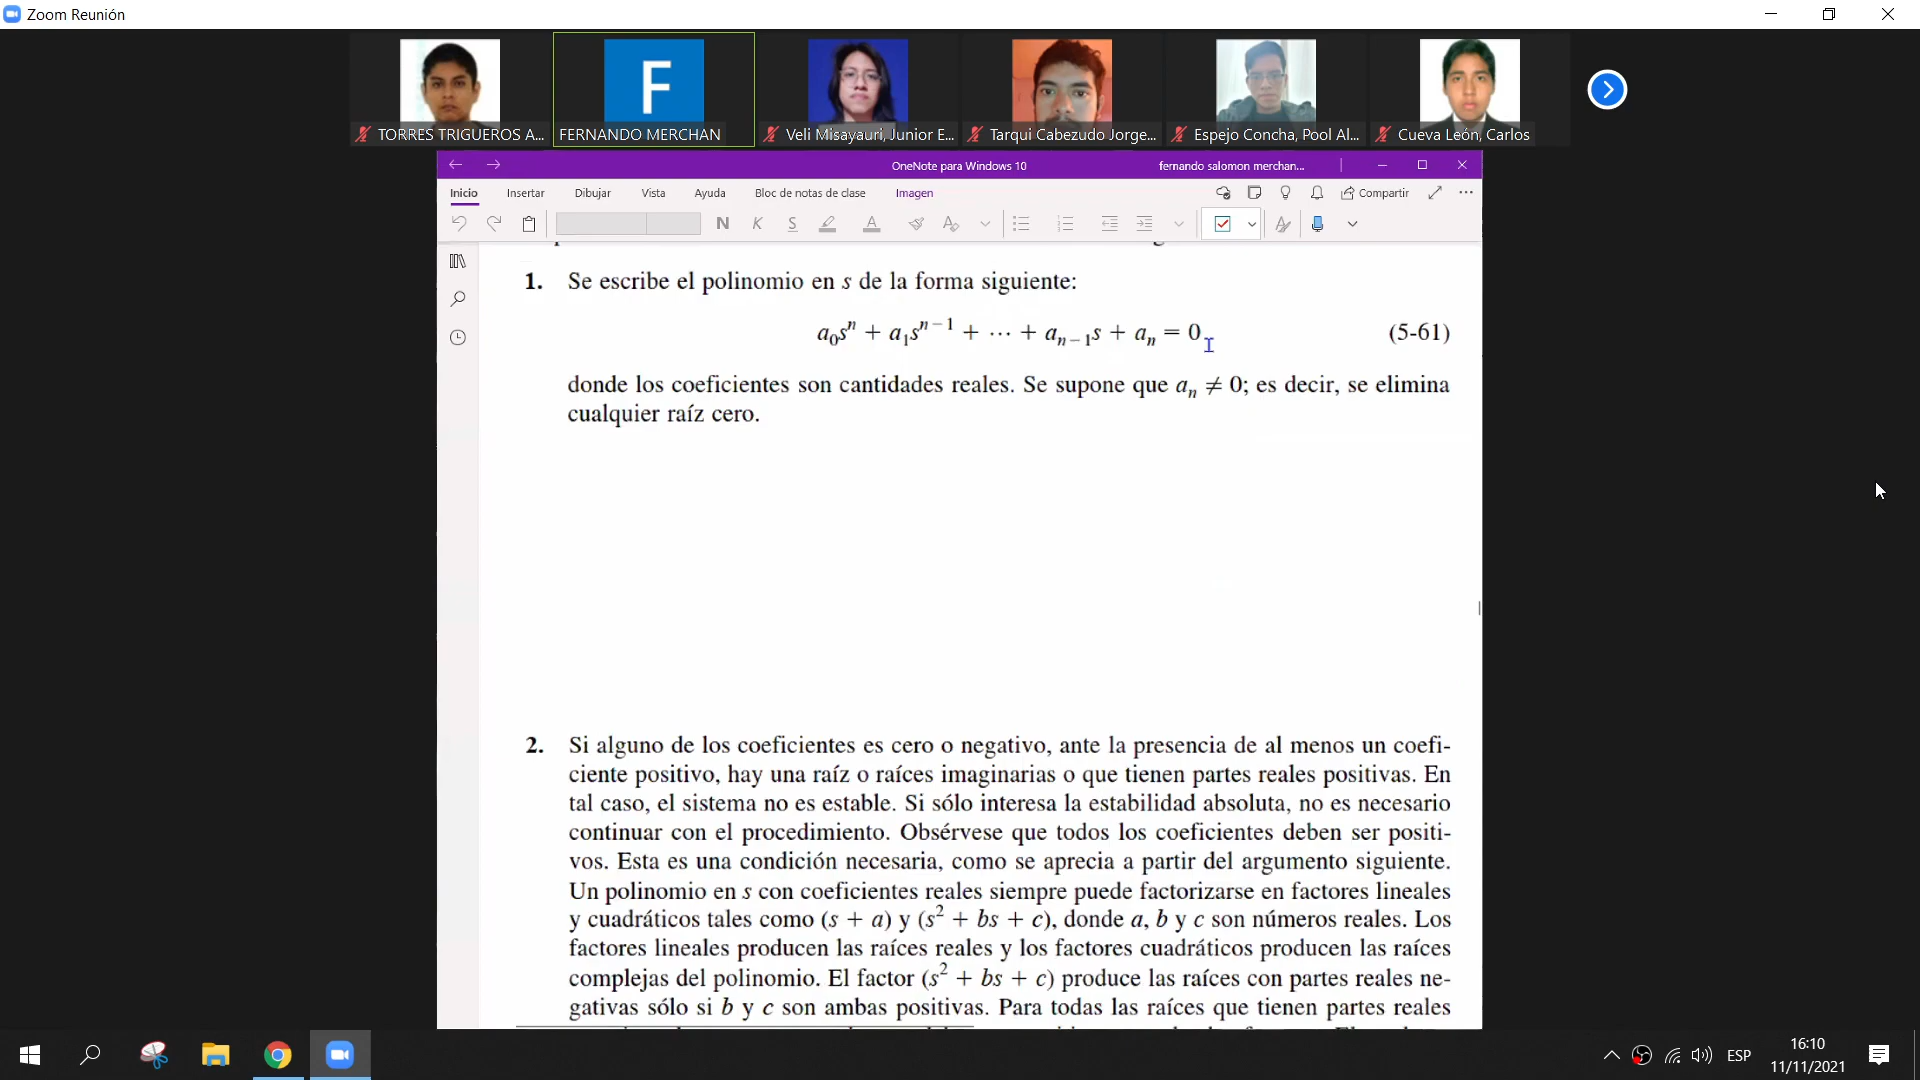 Zoom Reunión
TORRES TRIGUEROS A...
F
FERNANDO MERCHAN
Veli Misayauri, Junior E...
Tarqui Cabezudo Jorge...
Espejo Concha, Pool Al...
Cueva León, Carlos
OneNote para Windows 10
fernando salomon merchan...
Inicio Insertar Dibujar Vista Ayuda Bloc de notas de clase Imagen Compartir
N K S A
1. Se escribe el polinomio en s de la forma siguiente:
a₀sⁿ + a₁sⁿ⁻¹ + ⋯ + aₙ₋₁s + aₙ = 0 (5-61)
donde los coeficientes son cantidades reales. Se supone que aₙ ≠ 0; es decir, se elimina
cualquier raíz cero.
2. Si alguno de los coeficientes es cero o negativo, ante la presencia de al menos un coefi-
ciente positivo, hay una raíz o raíces imaginarias o que tienen partes reales positivas. En
tal caso, el sistema no es estable. Si sólo interesa la estabilidad absoluta, no es necesario
continuar con el procedimiento. Obsérvese que todos los coeficientes deben ser positi-
vos. Esta es una condición necesaria, como se aprecia a partir del argumento siguiente.
Un polinomio en s con coeficientes reales siempre puede factorizarse en factores lineales
y cuadráticos tales como (s + a) y (s² + bs + c), donde a, b y c son números reales. Los
factores lineales producen las raíces reales y los factores cuadráticos producen las raíces
complejas del polinomio. El factor (s² + bs + c) produce las raíces con partes reales ne-
gativas sólo si b y c son ambas positivas. Para todas las raíces que tienen partes reales
ESP
16:10
11/11/2021